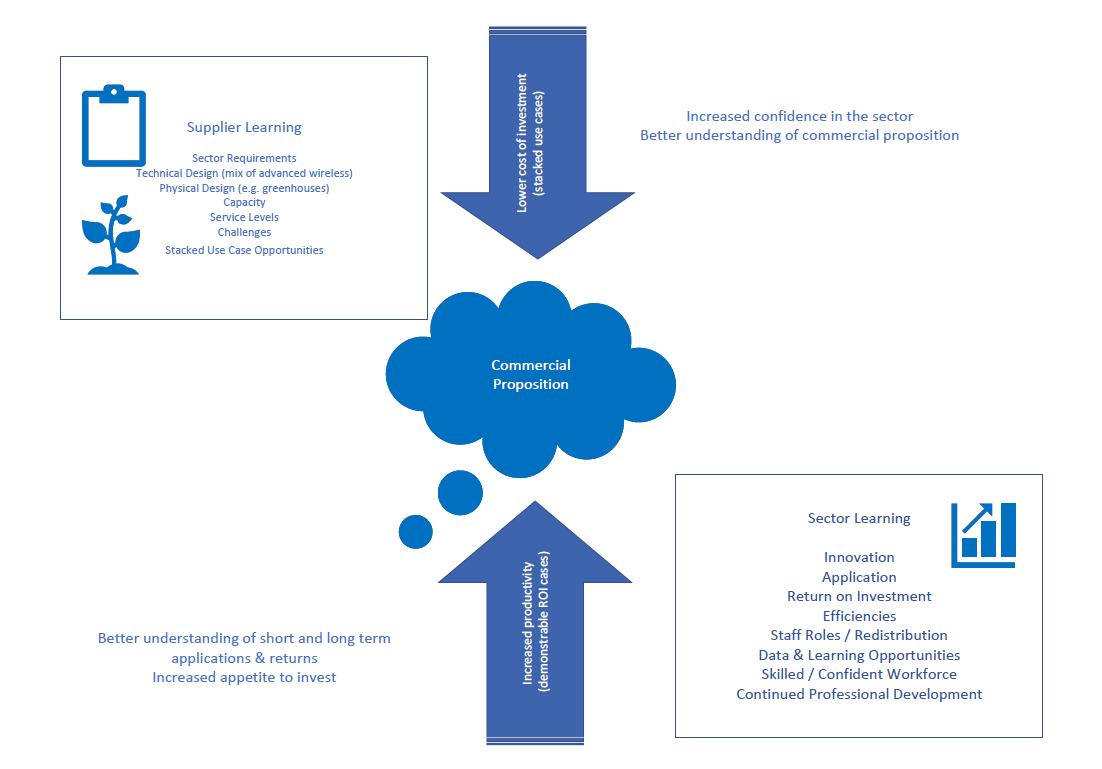 Supplier Learning
Sector Requirements
Technical Design (mix of advanced wireless)
Physical Design (e.g. greenhouses)
Capacity
Service Levels
Challenges
Stacked Use Case Opportunities
Lower cost of investment
(stacked use cases)
Increased confidence in the sector
Better understanding of commercial proposition
Commercial
Proposition
Better understanding of short and long term
applications & returns
Increased appetite to invest
Increased productivity
(demonstrable ROI cases)
Sector Learning
Innovation
Application
Return on Investment
Efficiencies
Staff Roles / Redistribution
Data & Learning Opportunities
Skilled / Confident Workforce
Continued Professional Development